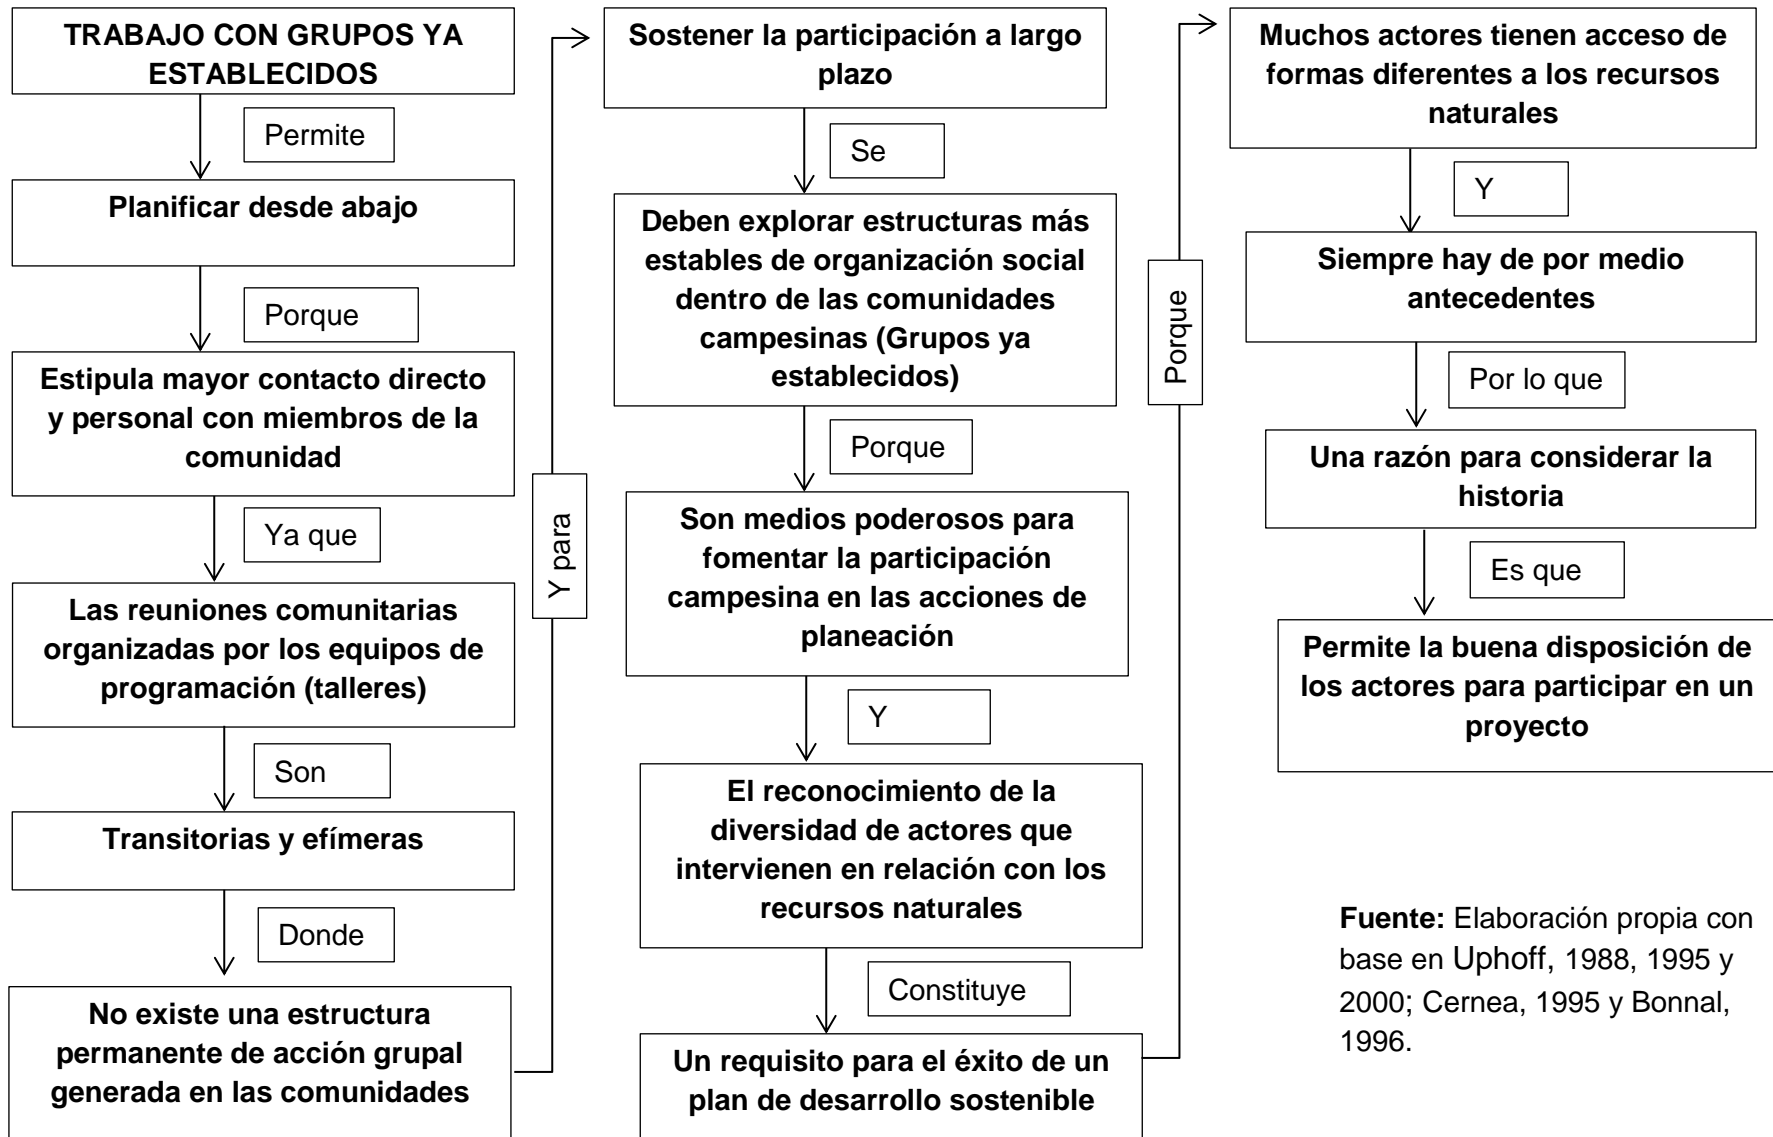 TRABAJO CON GRUPOS YA
ESTABLECIDOS
Permite
Planificar desde abajo
Porque
Estipula mayor contacto directo
y personal con miembros de la
comunidad
Ya que
Las reuniones comunitarias
organizadas por los equipos de
programación (talleres)
Son
Transitorias y efímeras
Donde
No existe una estructura
permanente de acción grupal
generada en las comunidades
Y para
Sostener la participación a largo
plazo
Se
Deben explorar estructuras más
estables de organización social
dentro de las comunidades
campesinas (Grupos ya
establecidos)
Porque
Son medios poderosos para
fomentar la participación
campesina en las acciones de
planeación
Y
El reconocimiento de la
diversidad de actores que
intervienen en relación con los
recursos naturales
Constituye
Un requisito para el éxito de un
plan de desarrollo sostenible
Porque
Muchos actores tienen acceso de
formas diferentes a los recursos
naturales
Y
Siempre hay de por medio
antecedentes
Por lo que
Una razón para considerar la
historia
Es que
Permite la buena disposición de
los actores para participar en un
proyecto
Fuente: Elaboración propia con
base en Uphoff, 1988, 1995 y
2000; Cernea, 1995 y Bonnal,
1996.